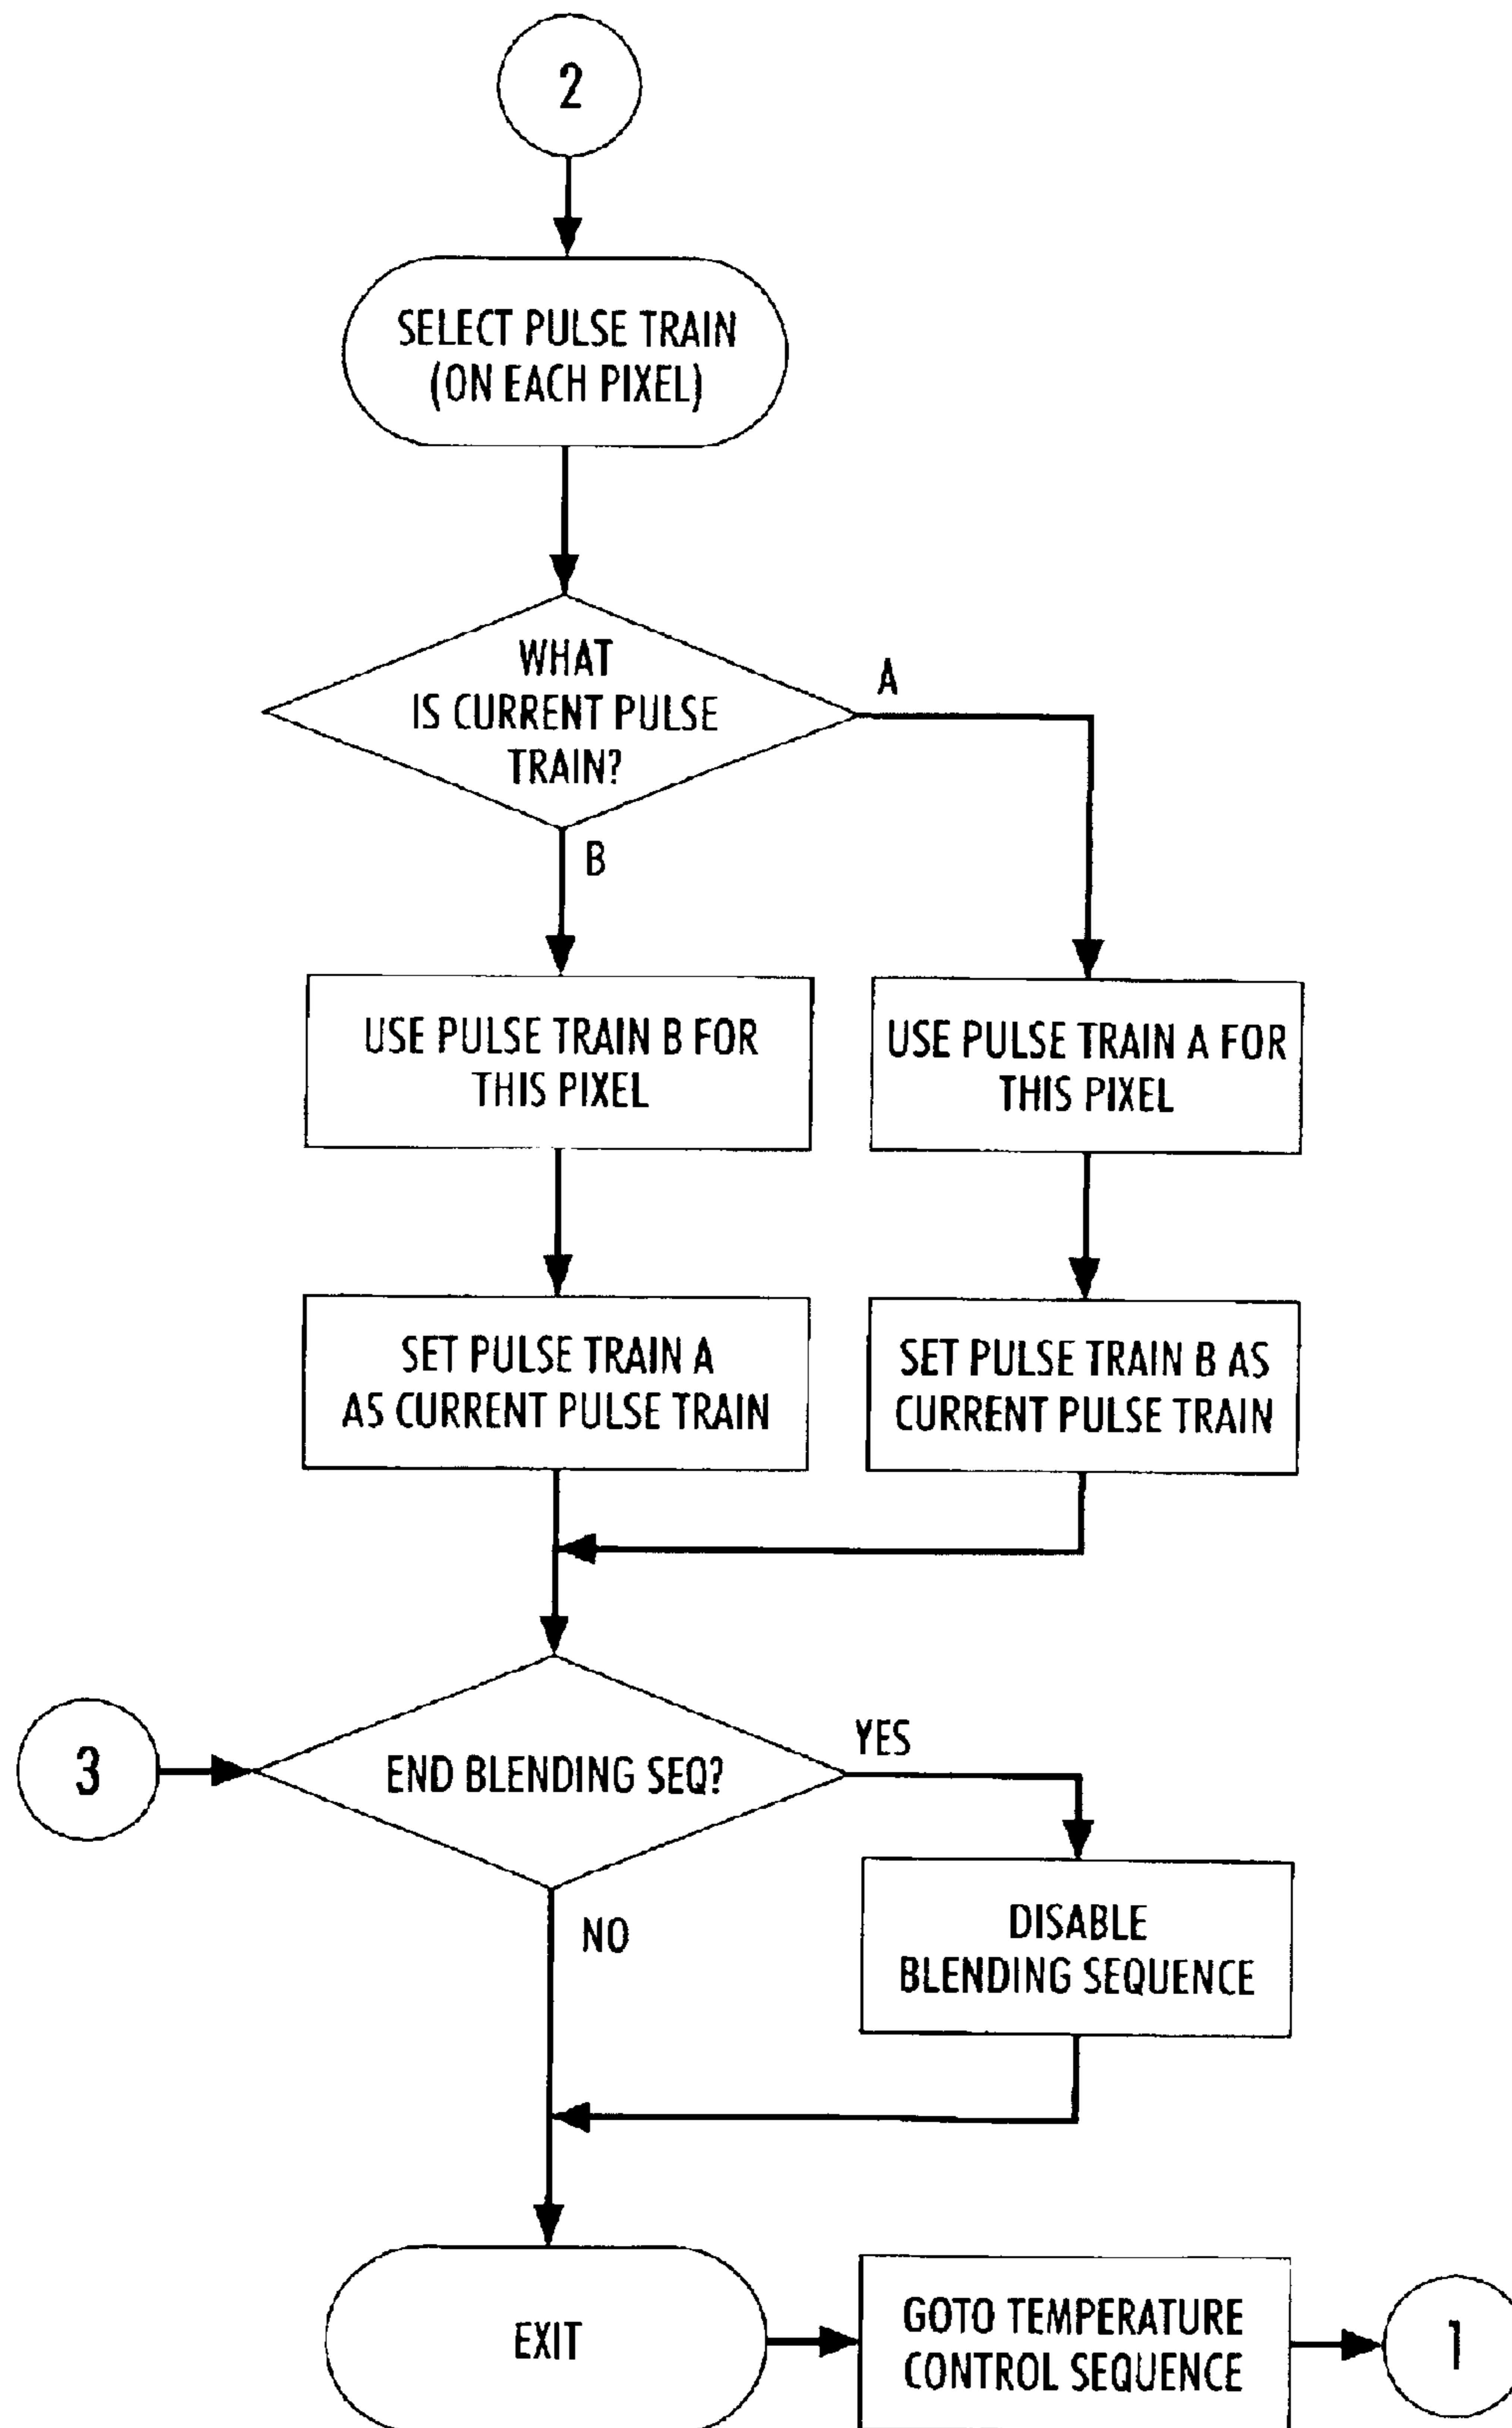 2
SELECT PULSE TRAIN
(ON EACH PIXEL)
WHAT
IS CURRENT PULSE
TRAIN?
A
B
USE PULSE TRAIN B FOR
THIS PIXEL
USE PULSE TRAIN A FOR
THIS PIXEL
SET PULSE TRAIN A
AS CURRENT PULSE TRAIN
SET PULSE TRAIN B AS
CURRENT PULSE TRAIN
3
END BLENDING SEQ?
YES
NO
DISABLE
BLENDING SEQUENCE
EXIT
GOTO TEMPERATURE
CONTROL SEQUENCE
1